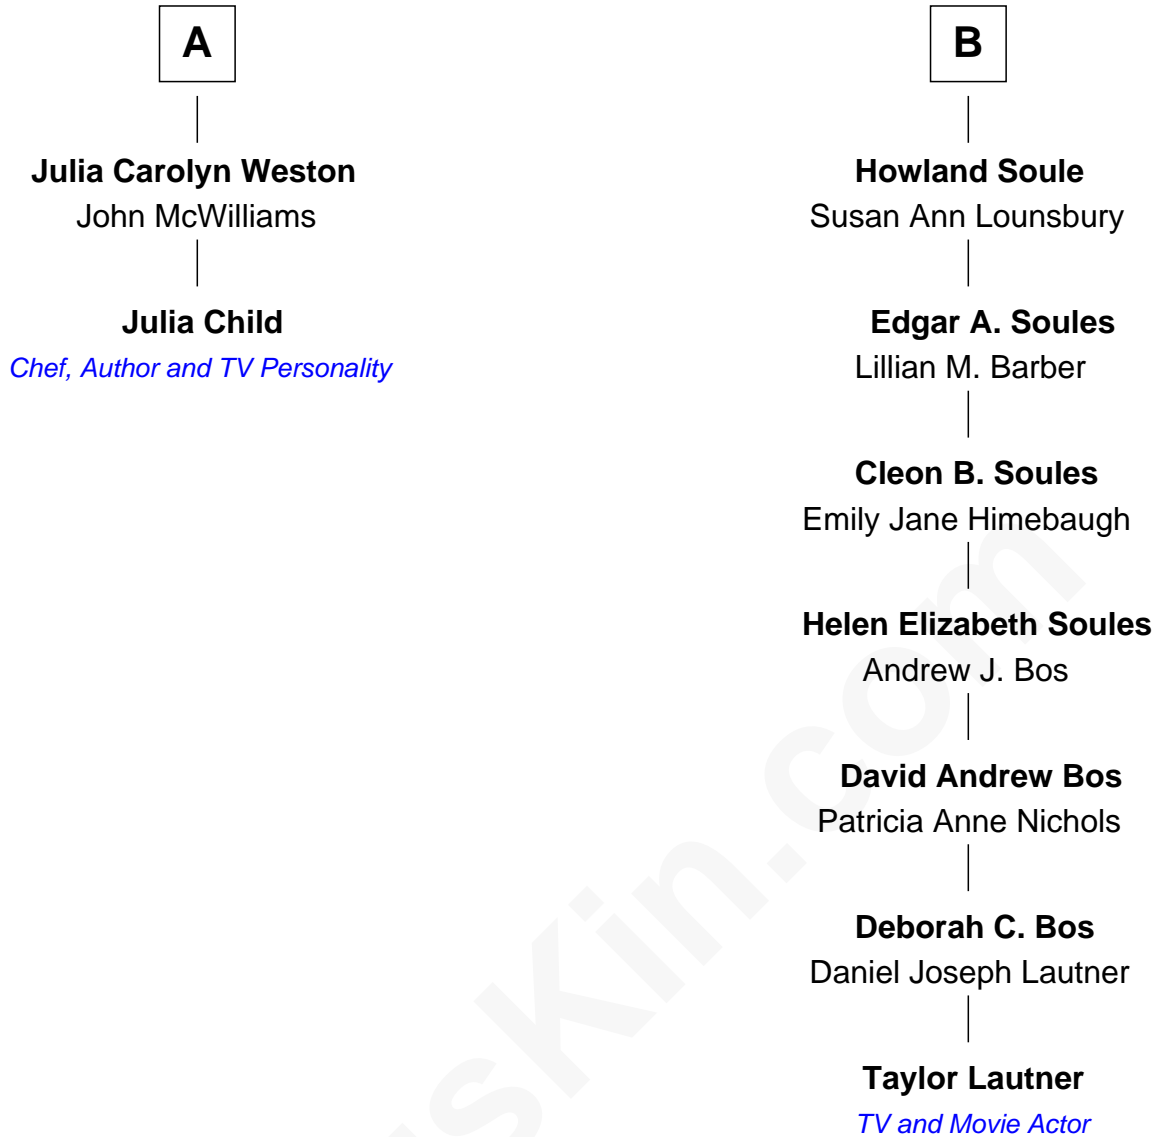 A
Julia Carolyn Weston
John McWilliams
Julia Child
Chef, Author and TV Personality
B
Howland Soule
Susan Ann Lounsbury
Edgar A. Soules
Lillian M. Barber
Cleon B. Soules
Emily Jane Himebaugh
Helen Elizabeth Soules
Andrew J. Bos
David Andrew Bos
Patricia Anne Nichols
Deborah C. Bos
Daniel Joseph Lautner
Taylor Lautner
TV and Movie Actor
sKin.com